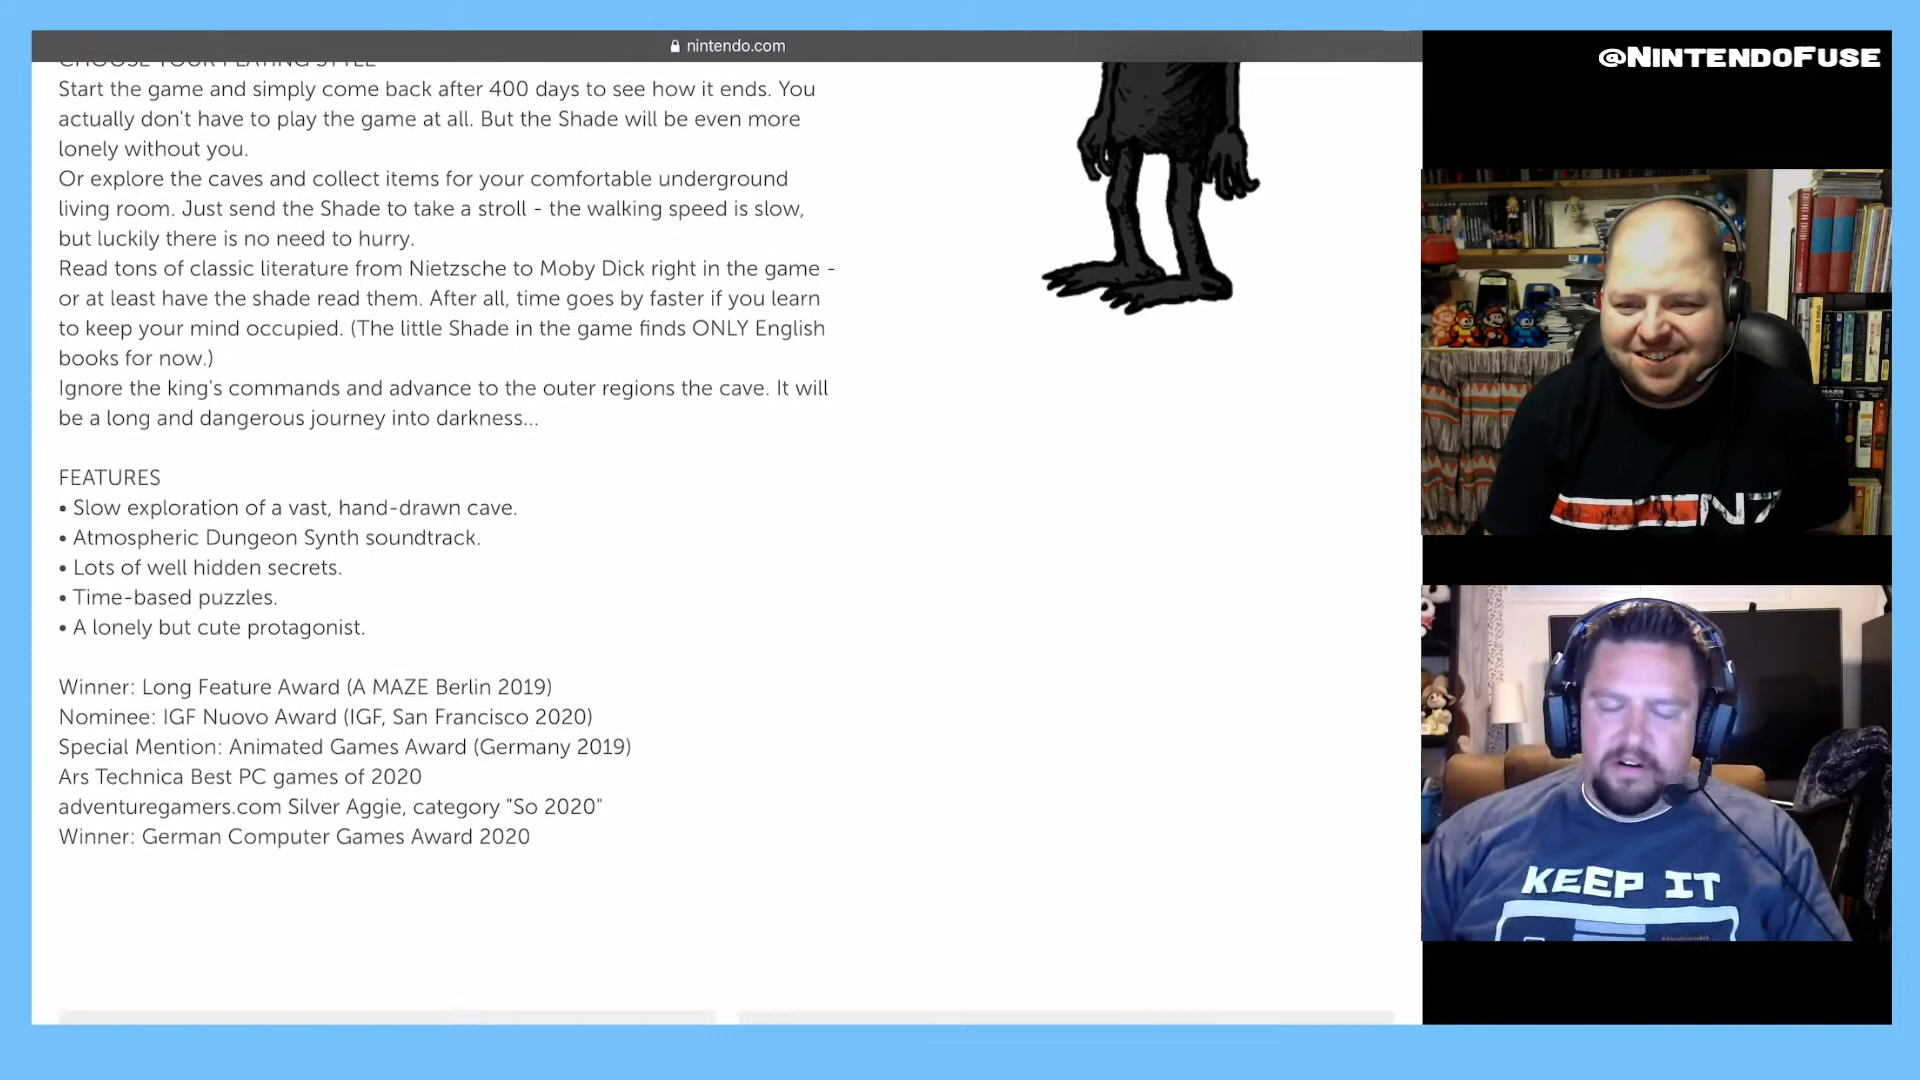 nintendo.com
@NintendoFuse
CHOOSE YOUR PLAYING STYLE
Start the game and simply come back after 400 days to see how it ends. You
actually don't have to play the game at all. But the Shade will be even more
lonely without you.
Or explore the caves and collect items for your comfortable underground
living room. Just send the Shade to take a stroll - the walking speed is slow,
but luckily there is no need to hurry.
Read tons of classic literature from Nietzsche to Moby Dick right in the game -
or at least have the shade read them. After all, time goes by faster if you learn
to keep your mind occupied. (The little Shade in the game finds ONLY English
books for now.)
Ignore the king's commands and advance to the outer regions the cave. It will
be a long and dangerous journey into darkness...
FEATURES
• Slow exploration of a vast, hand-drawn cave.
• Atmospheric Dungeon Synth soundtrack.
• Lots of well hidden secrets.
• Time-based puzzles.
• A lonely but cute protagonist.
Winner: Long Feature Award (A MAZE Berlin 2019)
Nominee: IGF Nuovo Award (IGF, San Francisco 2020)
Special Mention: Animated Games Award (Germany 2019)
Ars Technica Best PC games of 2020
adventuregamers.com Silver Aggie, category "So 2020"
Winner: German Computer Games Award 2020
N7
KEEP IT